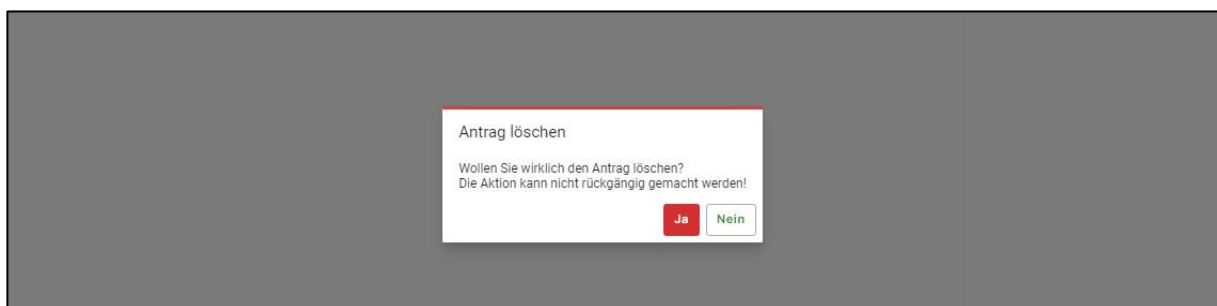 Antrag löschen
Wollen Sie wirklich den Antrag löschen?
Die Aktion kann nicht rückgängig gemacht werden!
Ja Nein